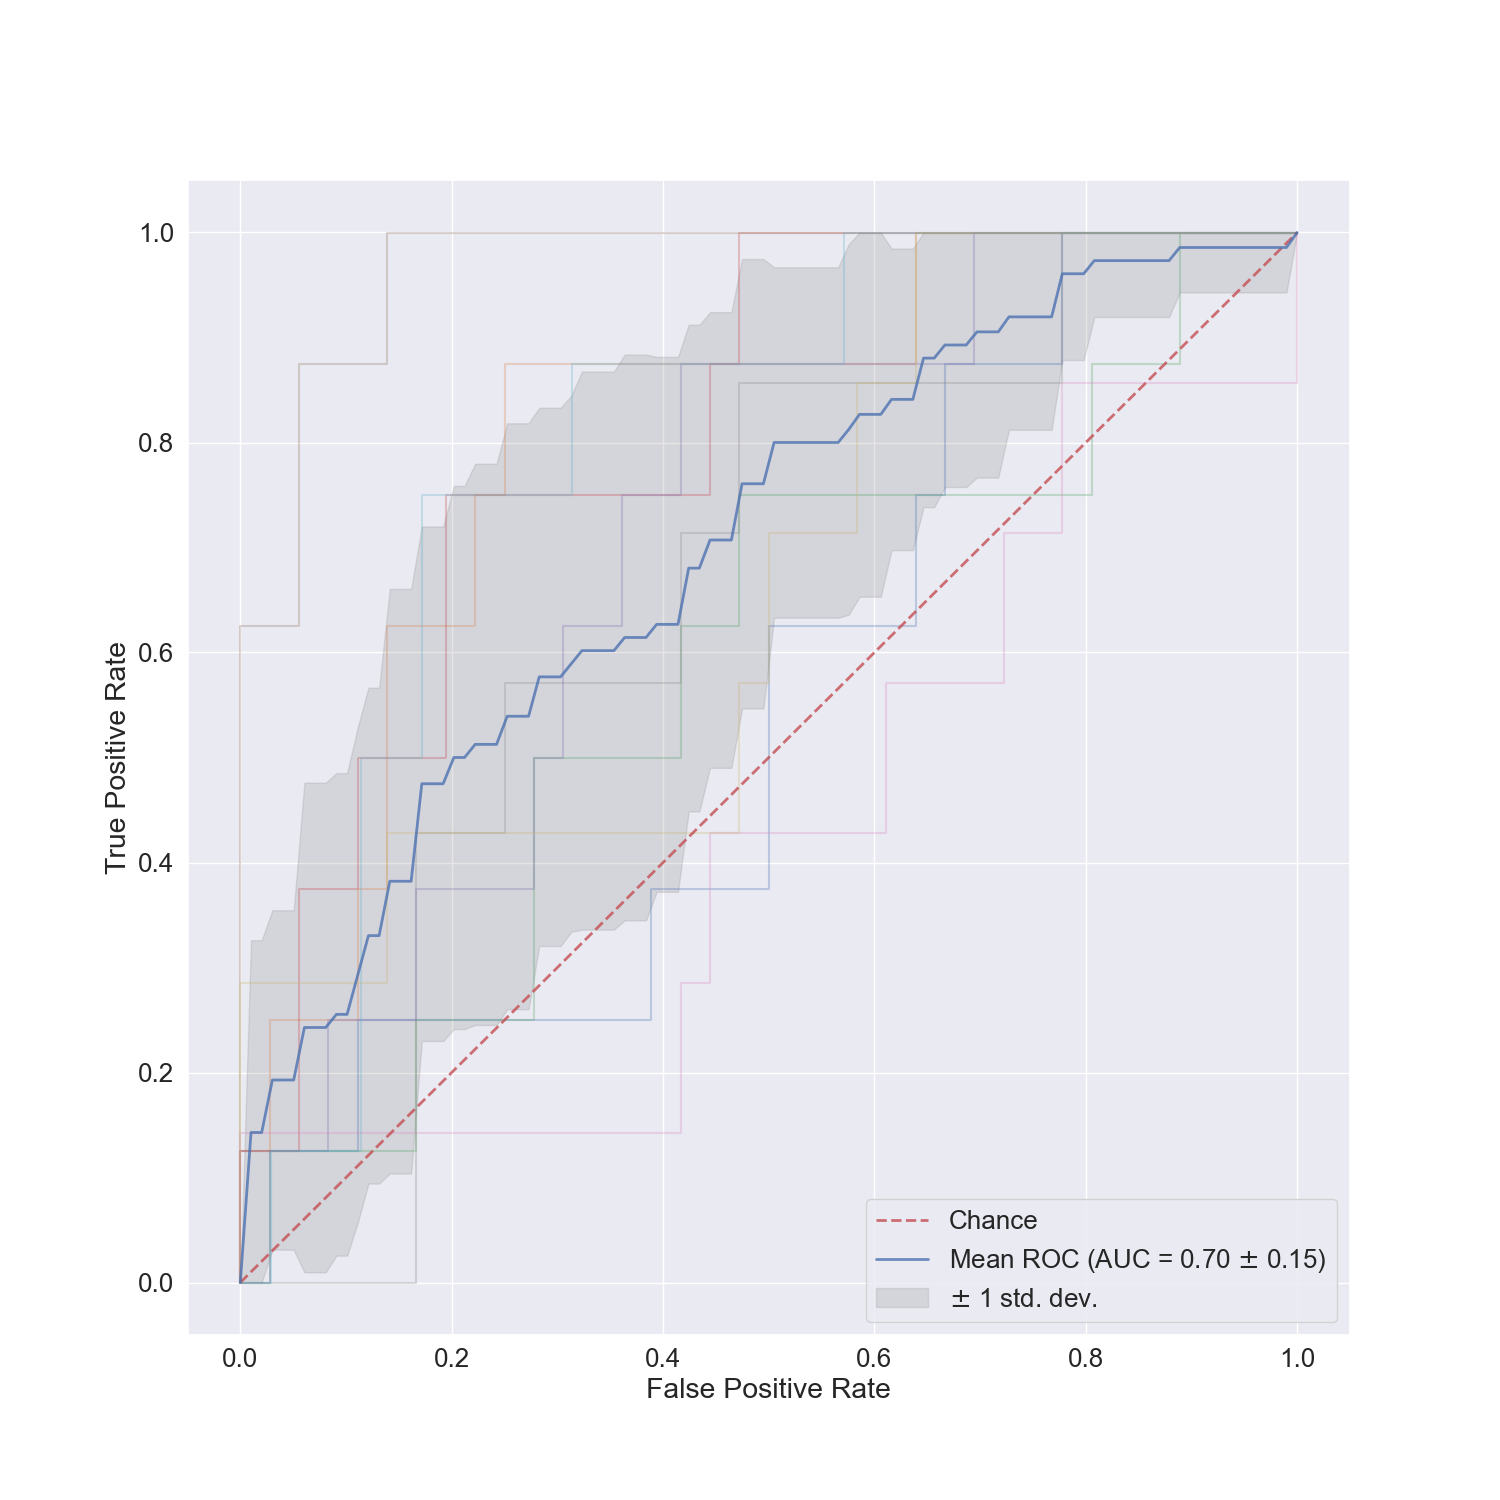 1.0
0.8
0.6
0.4
0.2
0.0
True Positive Rate
Chance
Mean ROC (AUC = 0.70 ± 0.15)
± 1 std. dev.
0.0 0.2 0.4 0.6 0.8 1.0
False Positive Rate